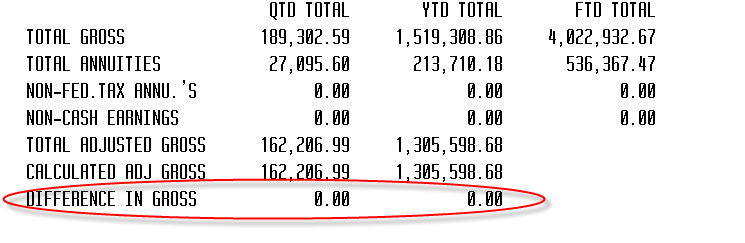 QTD TOTAL YTD TOTAL FTD TOTAL
TOTAL GROSS 189,302.59 1,519,308.86 4,022,932.67
TOTAL ANNUITIES 27,095.60 213,710.18 536,367.47
NON-FED.TAX ANNU.'S 0.00 0.00 0.00
NON-CASH EARNINGS 0.00 0.00 0.00
TOTAL ADJUSTED GROSS 162,206.99 1,305,598.68
CALCULATED ADJ GROSS 162,206.99 1,305,598.68
DIFFERENCE IN GROSS 0.00 0.00